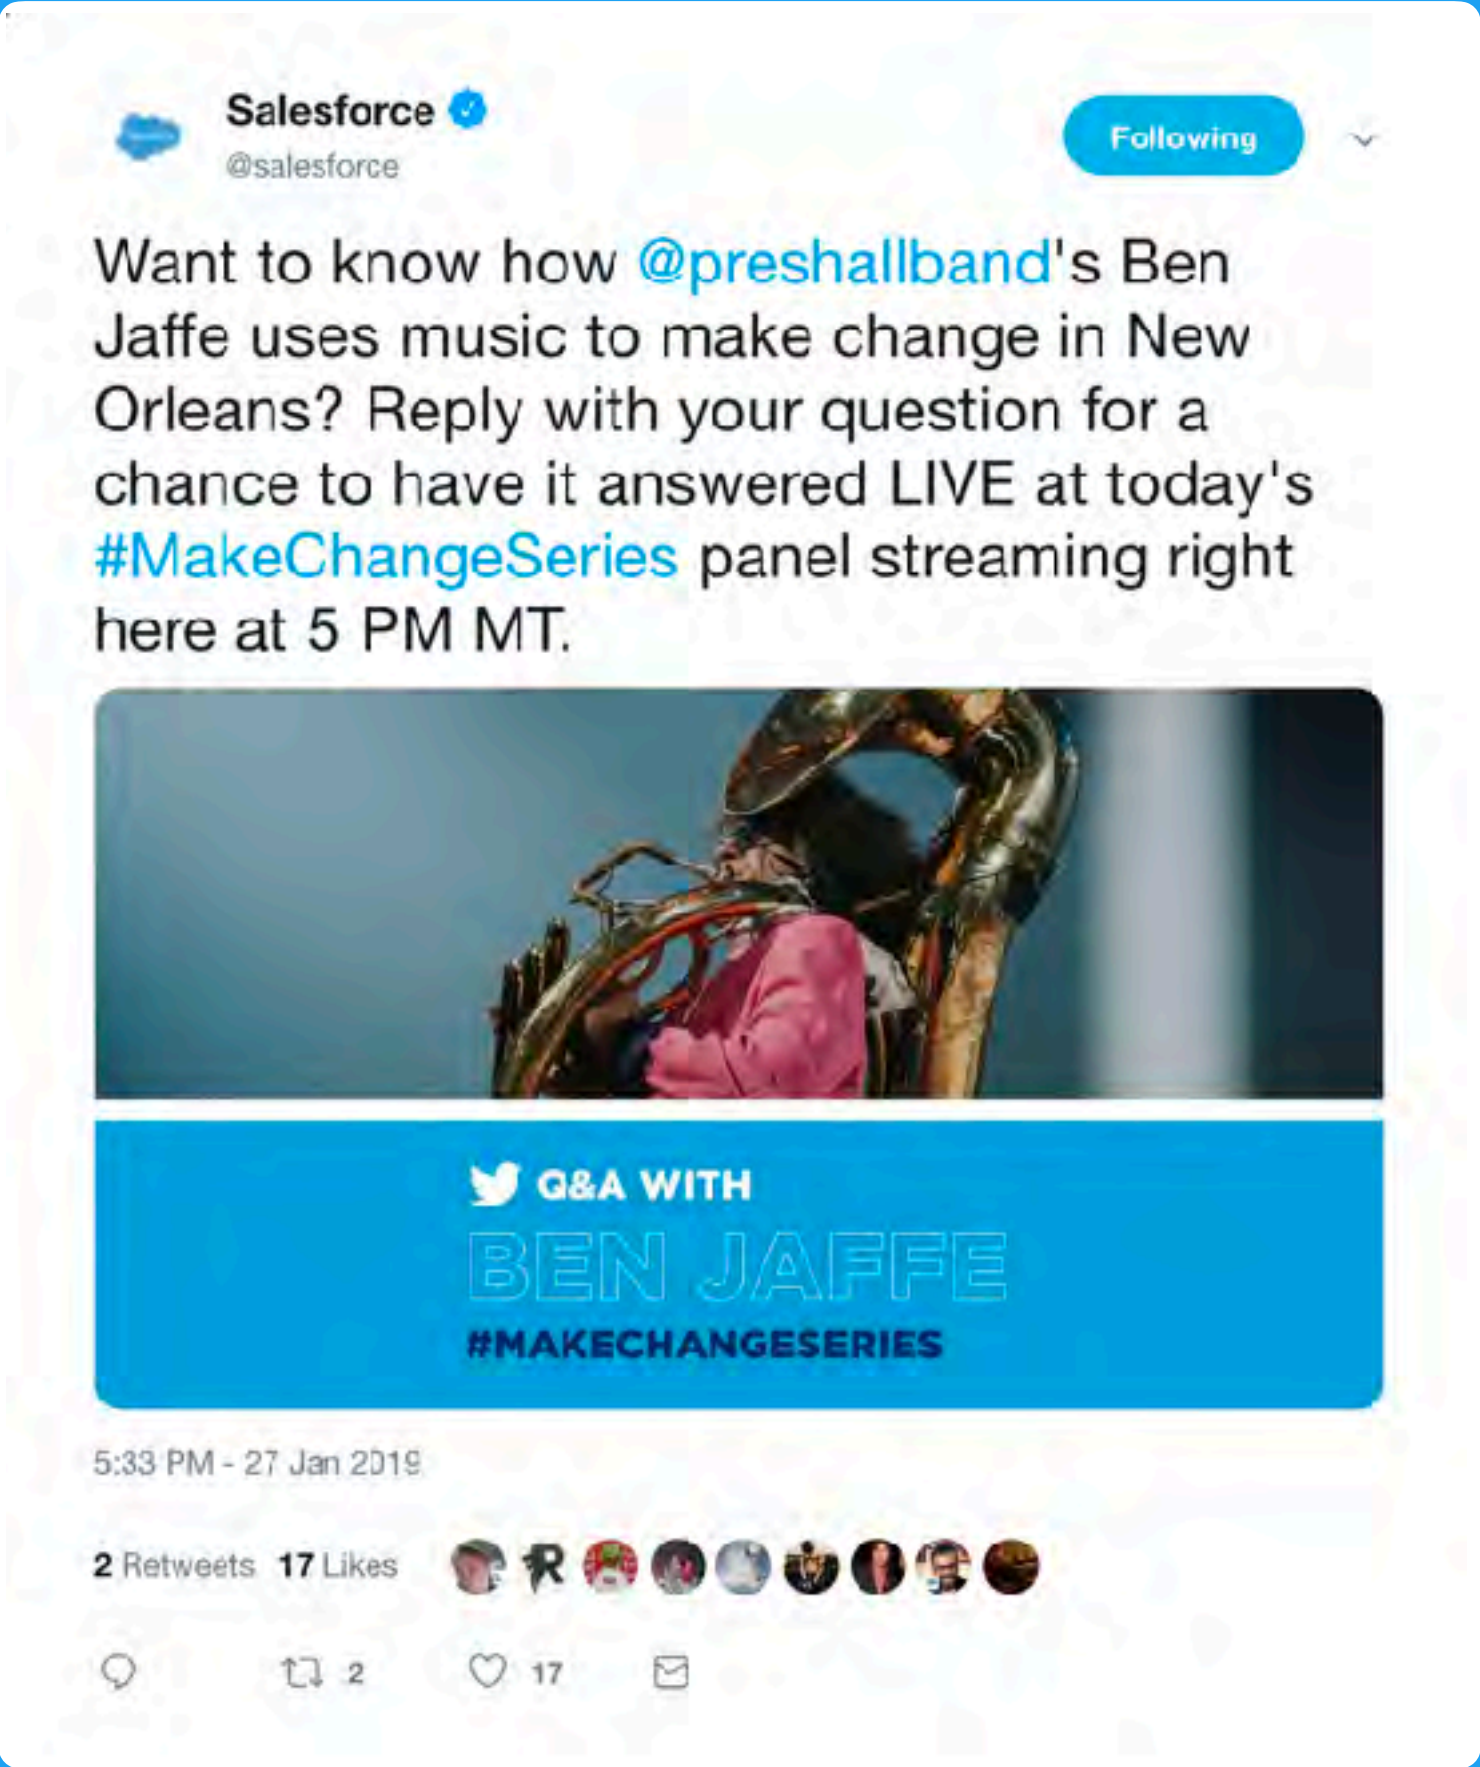 Salesforce
@salesforce
Following
Want to know how @preshallband's Ben
Jaffe uses music to make change in New
Orleans? Reply with your question for a
chance to have it answered LIVE at today's
#MakeChangeSeries panel streaming right
here at 5 PM MT.
Q&A WITH
BEN JAFFE
#MAKECHANGESERIES
5:33 PM - 27 Jan 2019
2 Retweets 17 Likes
R
2 17